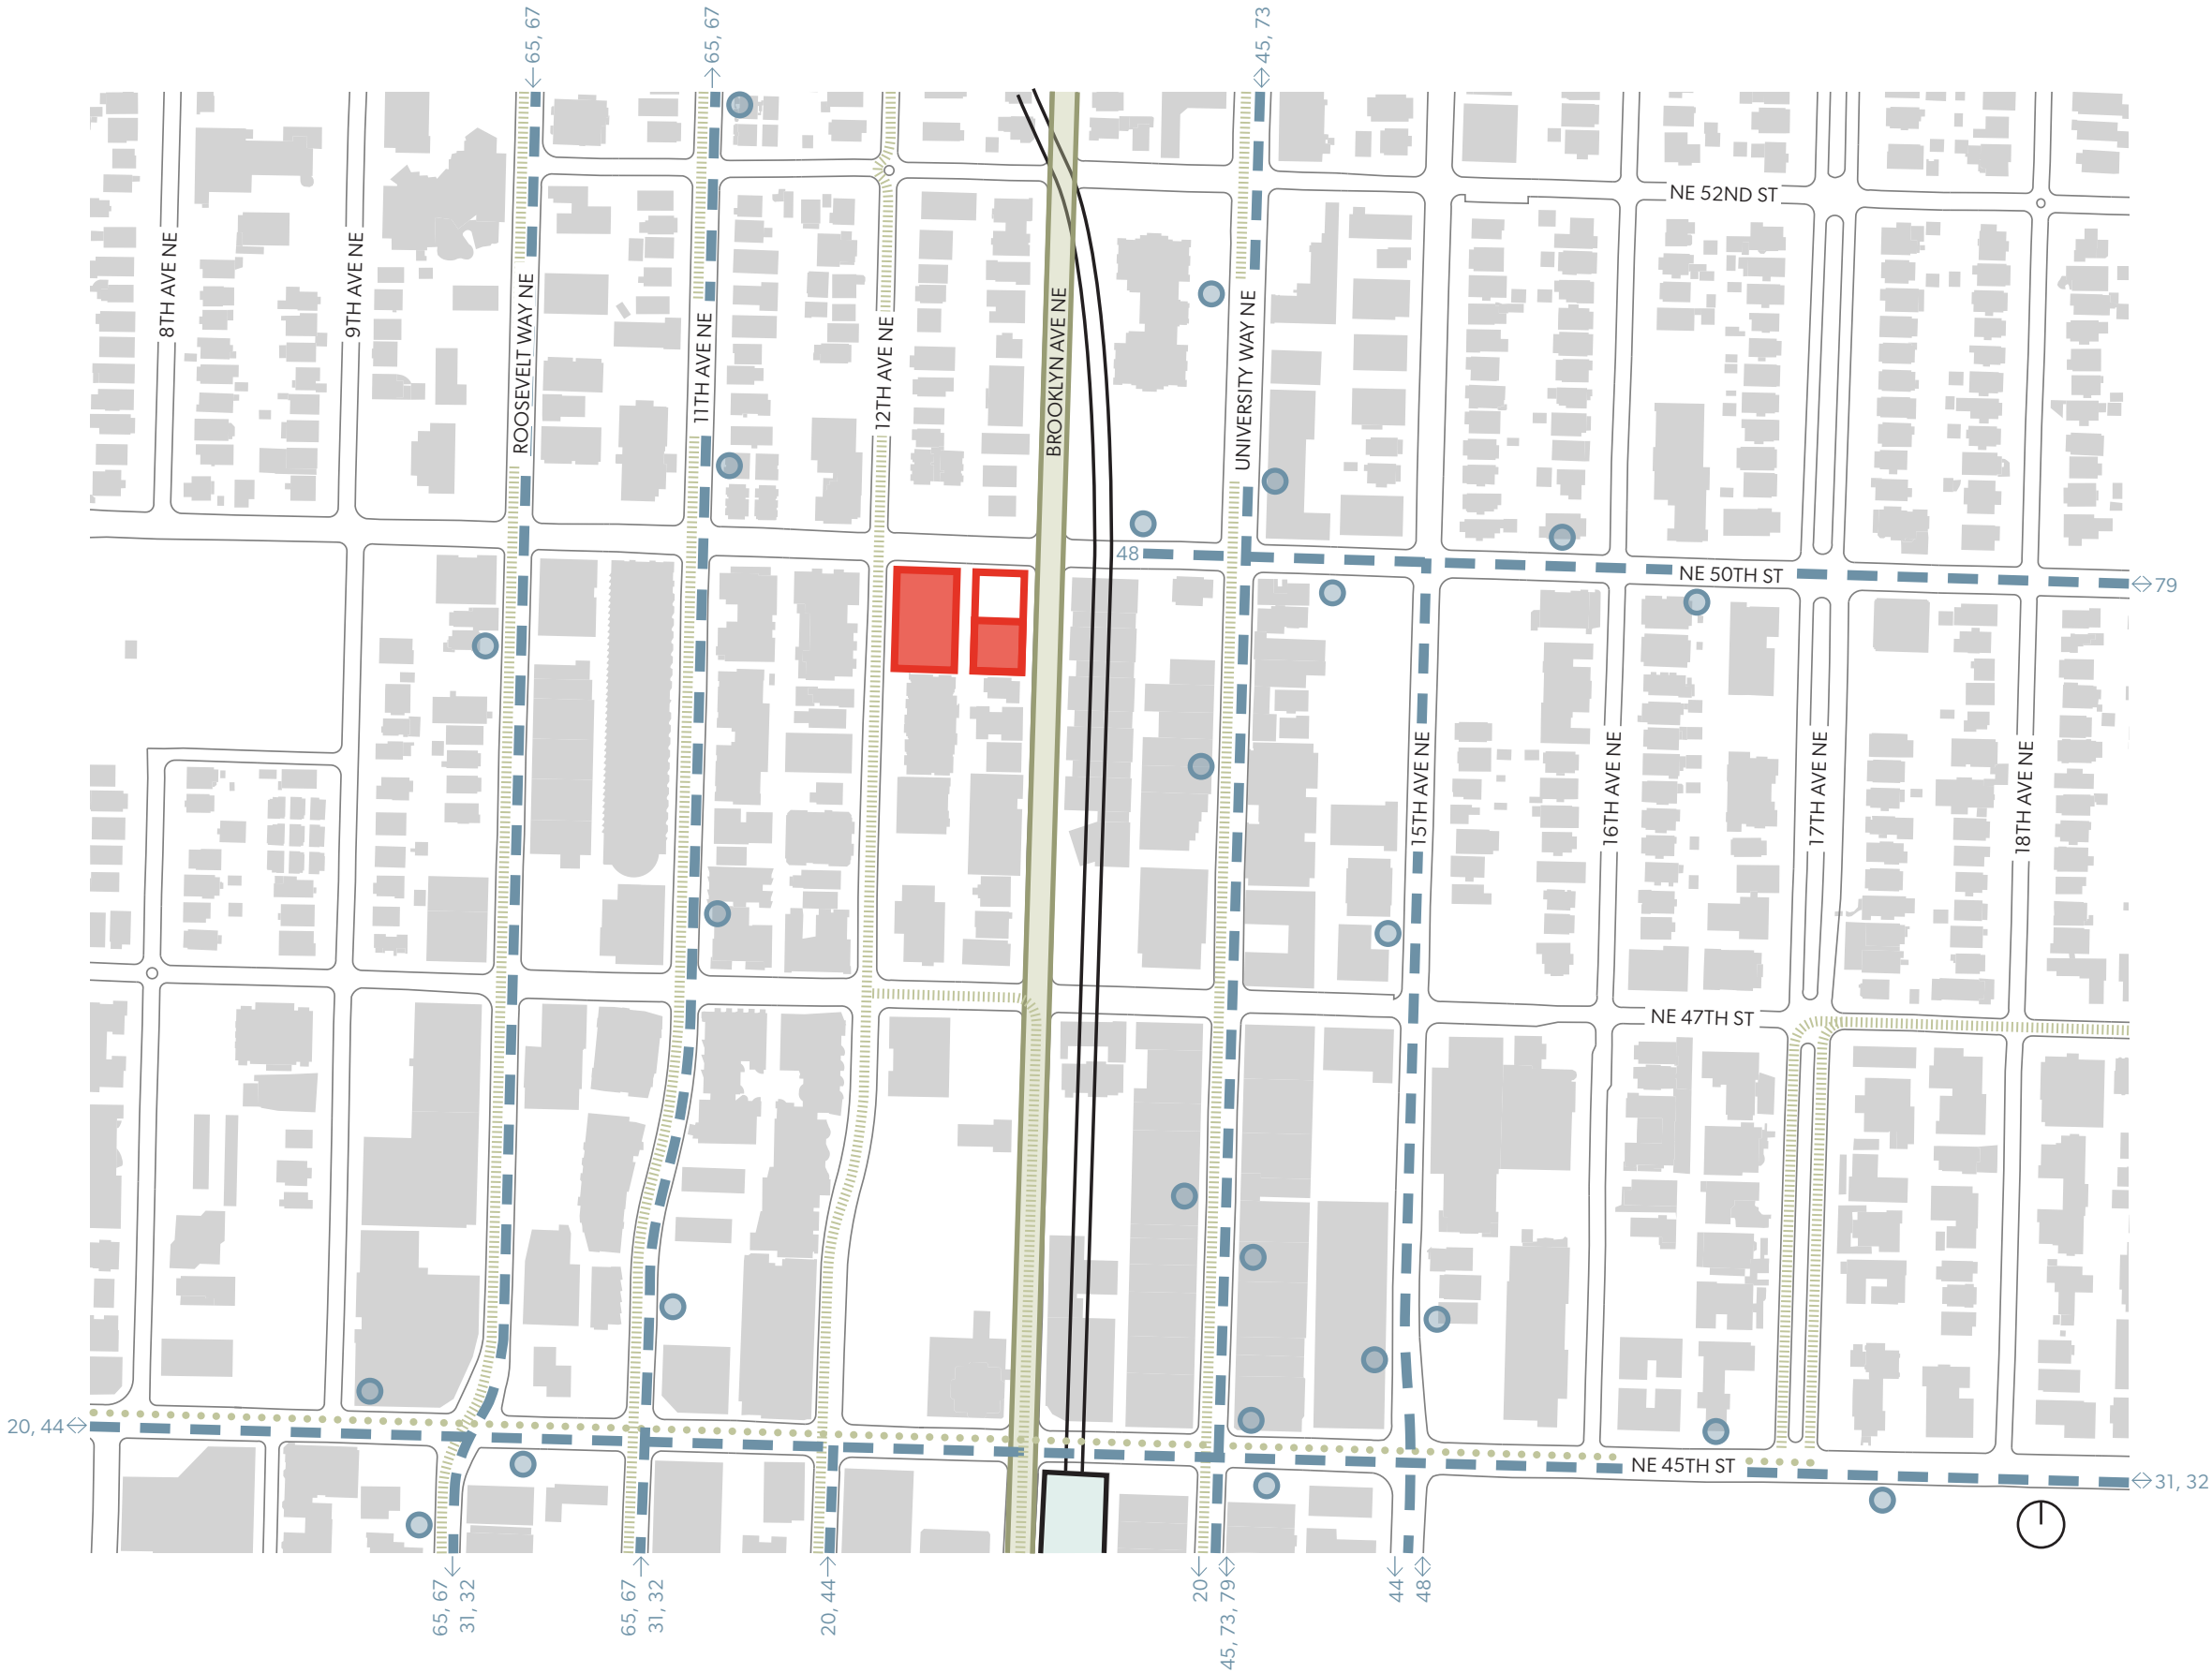 ←65, 67
←65, 67
↔45, 73
NE 52ND ST
8TH AVE NE
9TH AVE NE
ROOSEVELT WAY NE
11TH AVE NE
12TH AVE NE
BROOKLYN AVE NE
UNIVERSITY WAY NE
48
NE 50TH ST
↔79
15TH AVE NE
16TH AVE NE
17TH AVE NE
18TH AVE NE
NE 47TH ST
20, 44↔
NE 45TH ST
↔31, 32
65, 67
31, 32
65, 67
31, 32
20, 44
20
45, 73, 79
44
48